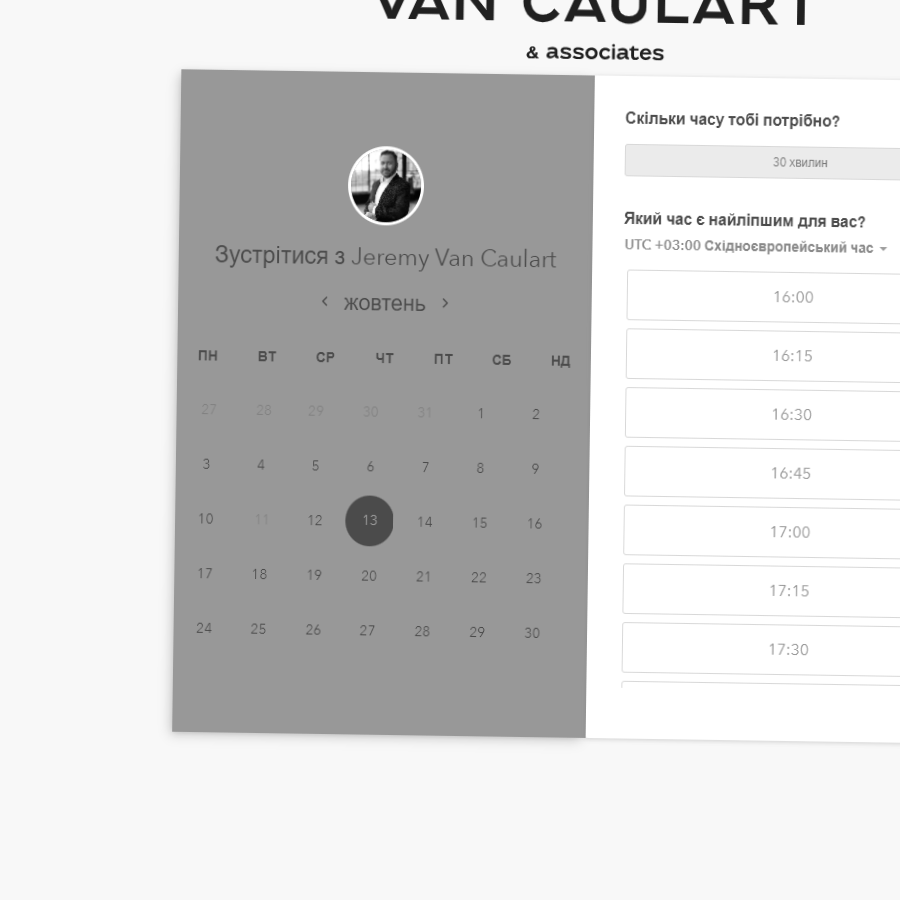 VAN CAULART
& associates
Зустрітися з Jeremy Van Caulart
жовтень
ПН ВТ СР ЧТ ПТ СБ НД
27 28 29 30 31 1 2
3 4 5 6 7 8 9
10 11 12 13 14 15 16
17 18 19 20 21 22 23
24 25 26 27 28 29 30
Скільки часу тобі потрібно?
30 хвилин
Який час є найліпшим для вас?
UTC +03:00 Східноєвропейський час
16:00
16:15
16:30
16:45
17:00
17:15
17:30